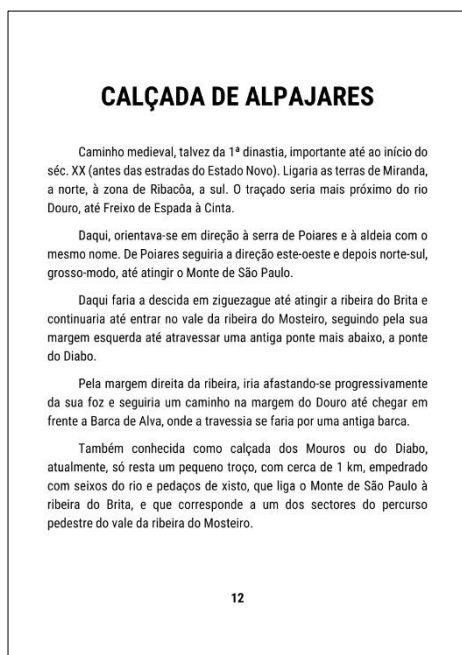 CALÇADA DE ALPAJARES
Caminho medieval, talvez da 1ª dinastia, importante até ao início do
séc. XX (antes das estradas do Estado Novo). Ligaria as terras de Miranda,
a norte, à zona de Ribacôa, a sul. O traçado seria mais próximo do rio
Douro, até Freixo de Espada à Cinta.
Daqui, orientava-se em direção à serra de Poiares e à aldeia com o
mesmo nome. De Poiares seguiria a direção este-oeste e depois norte-sul,
grosso-modo, até atingir o Monte de São Paulo.
Daqui faria a descida em ziguezague até atingir a ribeira do Brita e
continuaria até entrar no vale da ribeira do Mosteiro, seguindo pela sua
margem esquerda até atravessar uma antiga ponte mais abaixo, a ponte
do Diabo.
Pela margem direita da ribeira, iria afastando-se progressivamente
da sua foz e seguiria um caminho na margem do Douro até chegar em
frente a Barca de Alva, onde a travessia se faria por uma antiga barca.
Também conhecida como calçada dos Mouros ou do Diabo,
atualmente, só resta um pequeno troço, com cerca de 1 km, empedrado
com seixos do rio e pedaços de xisto, que liga o Monte de São Paulo à
ribeira do Brita, e que corresponde a um dos sectores do percurso
pedestre do vale da ribeira do Mosteiro.
12